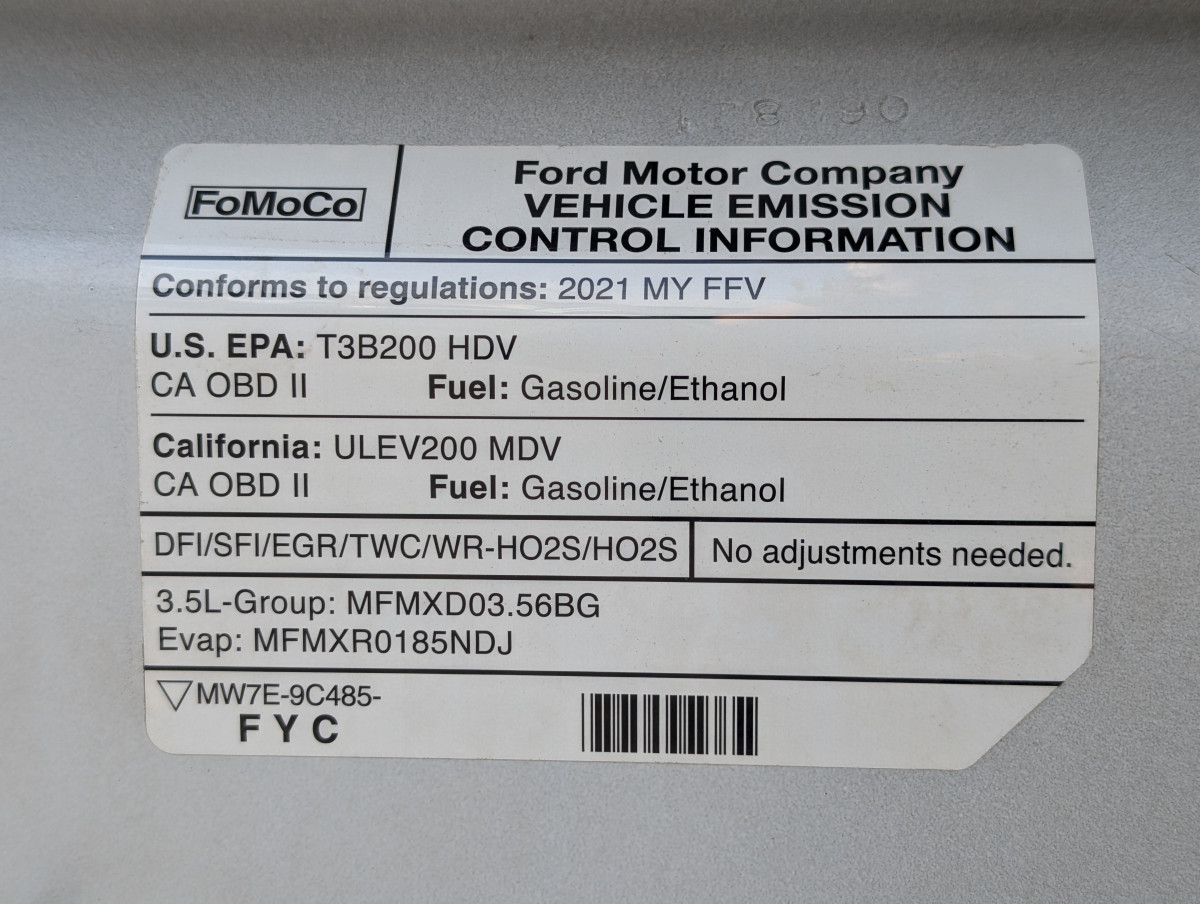 FoMoCo
Ford Motor Company
VEHICLE EMISSION
CONTROL INFORMATION
Conforms to regulations: 2021 MY FFV
U.S. EPA: T3B200 HDV
CA OBD II Fuel: Gasoline/Ethanol
California: ULEV200 MDV
CA OBD II Fuel: Gasoline/Ethanol
DFI/SFI/EGR/TWC/WR-HO2S/HO2S
No adjustments needed.
3.5L-Group: MFMXD03.56BG
Evap: MFMXR0185NDJ
MW7E-9C485-
FYC